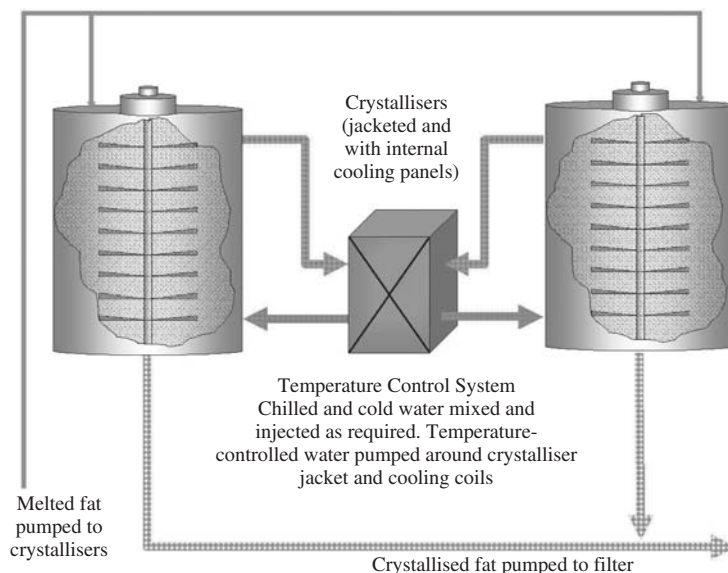 Crystallisers
(jacketed and
with internal
cooling panels)
Temperature Control System
Chilled and cold water mixed and
injected as required. Temperature-
controlled water pumped around crystalliser
jacket and cooling coils
Melted fat
pumped to
crystallisers
Crystallised fat pumped to filter